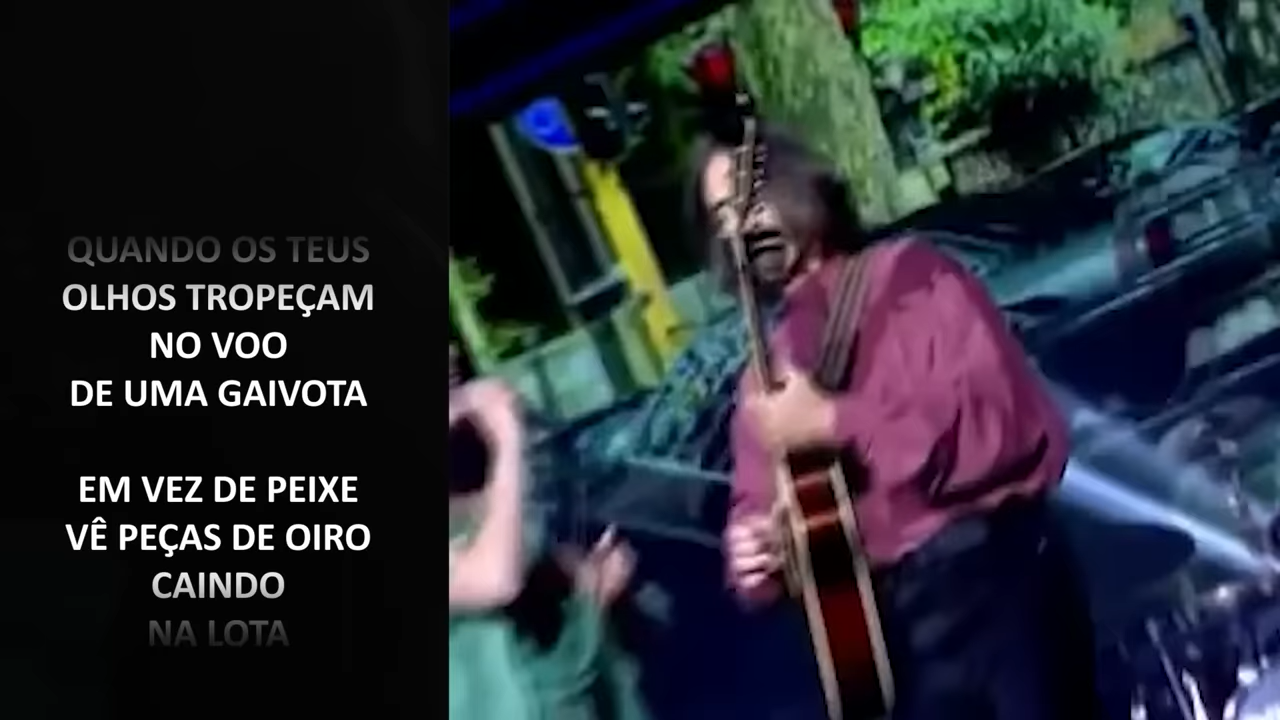 QUANDO OS TEUS
OLHOS TROPEÇAM
NO VOO
DE UMA GAIVOTA
EM VEZ DE PEIXE
VÊ PEÇAS DE OIRO
CAINDO
NA LOTA